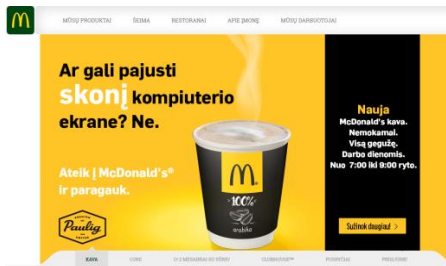 MŪSŲ PRODUKTAI ŠEIMA RESTORANAI APIE ĮMONĘ MŪSŲ DARBUOTOJAI
Ar gali pajusti
skonį kompiuterio
ekrane? Ne.
Ateik į McDonald's®
ir paragauk.
Nauja
McDonald's kava.
Nemokamai.
Visą gegužę.
Darbo dienomis.
Nuo 7:00 iki 9:00 ryto.
100%
arabika
Paulig
Sužinok daugiau! >
KAVA